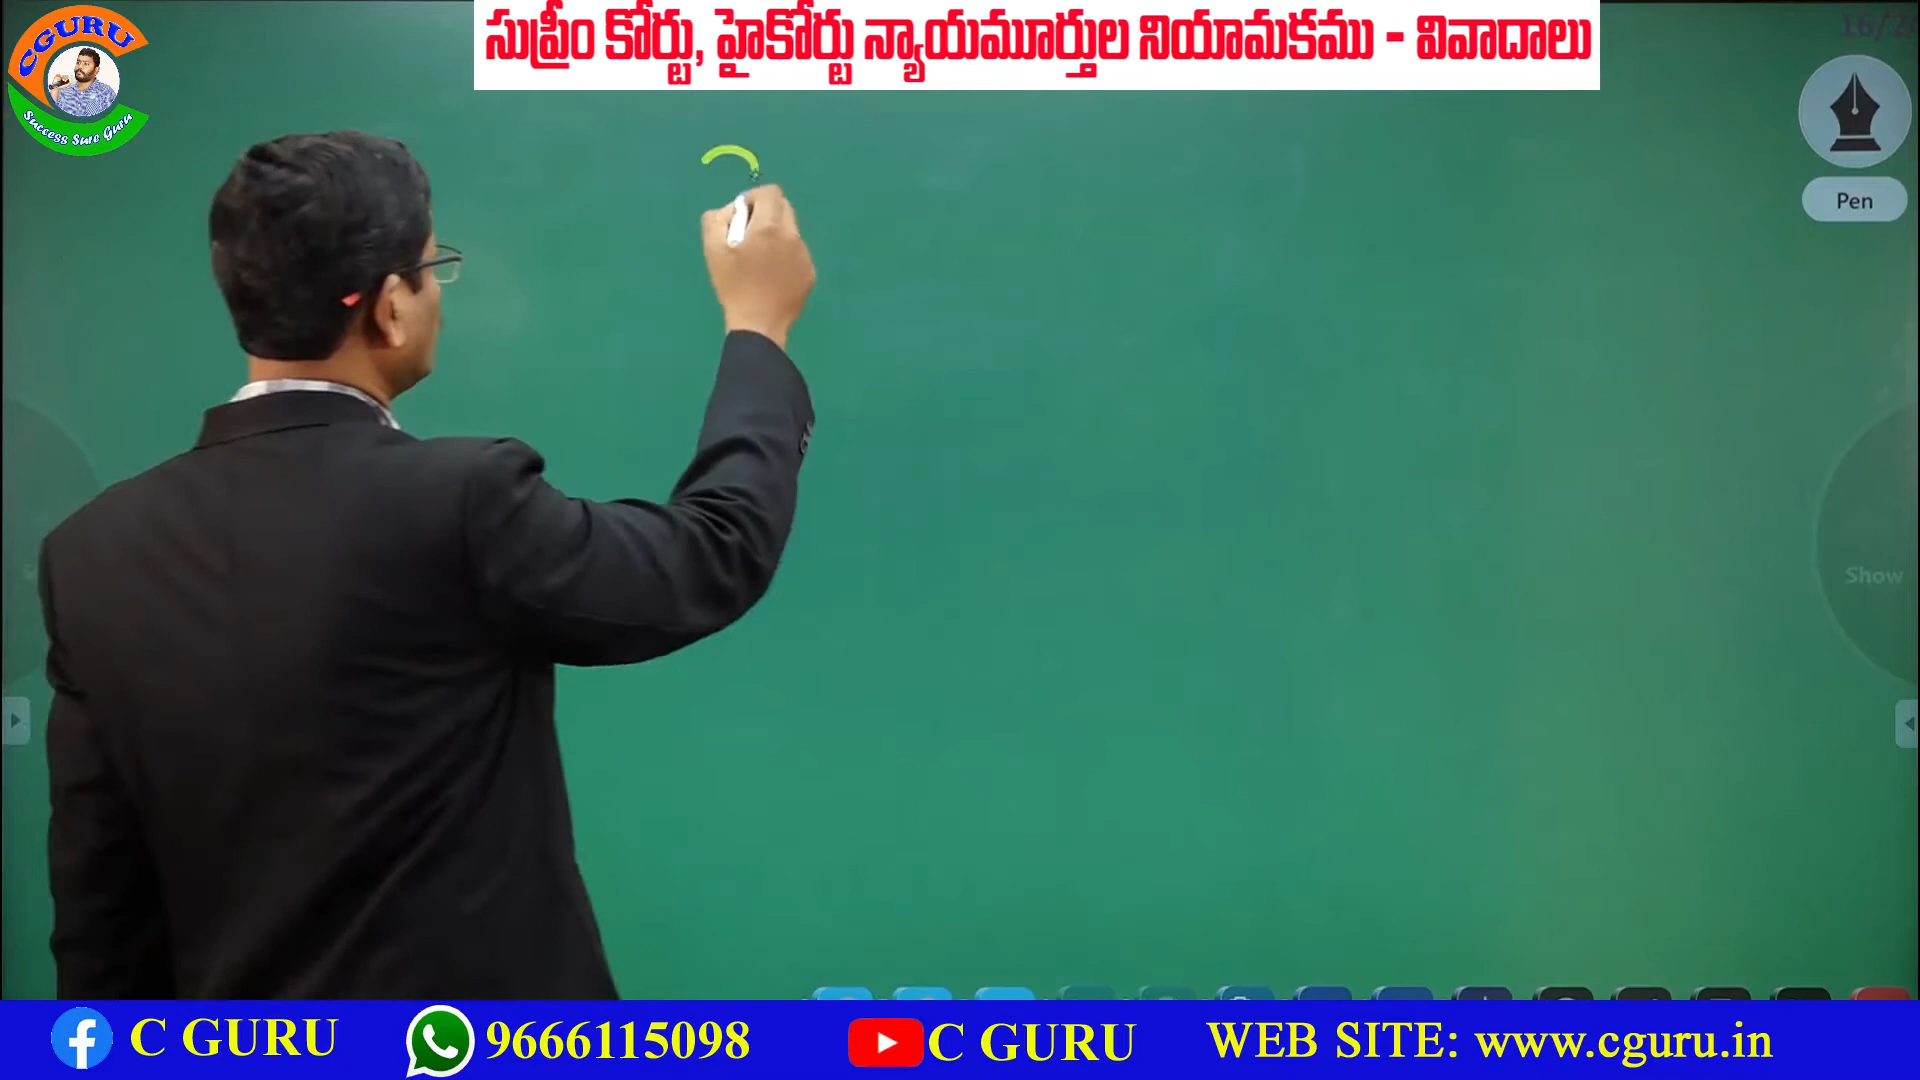 సుప్రీం కోర్టు, హైకోర్టు న్యాయమూర్తుల నియామకము - వివాదాలు
CGURU
Success Sure Guru
Pen
Show
C GURU
9666115098
C GURU
WEB SITE: www.cguru.in